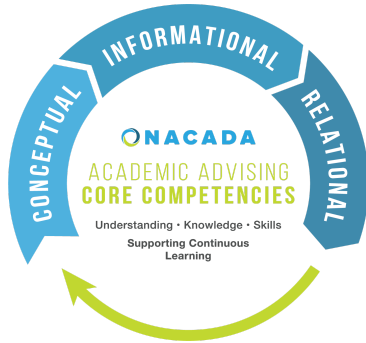 CONCEPTUAL
INFORMATIONAL
RELATIONAL
NACADA
ACADEMIC ADVISING
CORE COMPETENCIES
Understanding • Knowledge • Skills
Supporting Continuous
Learning